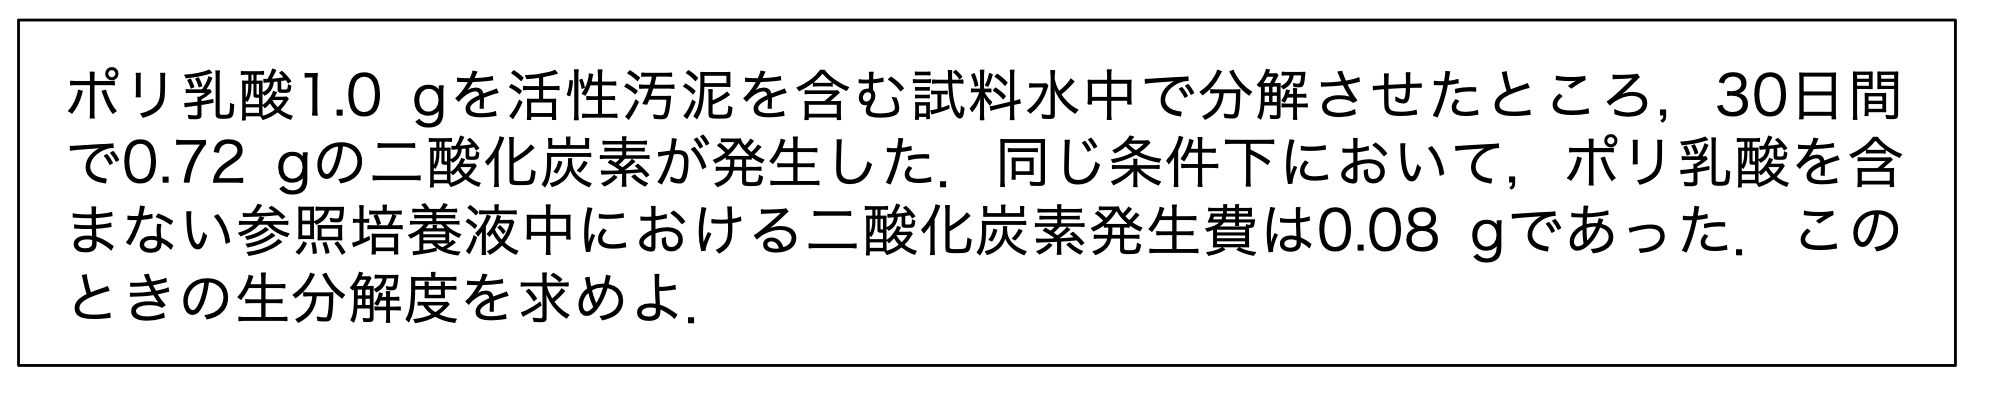 ポリ乳酸1.0 gを活性汚泥を含む試料水中で分解させたところ，30日間
で0.72 gの二酸化炭素が発生した．同じ条件下において，ポリ乳酸を含
まない参照培養液中における二酸化炭素発生費は0.08 gであった．この
ときの生分解度を求めよ．